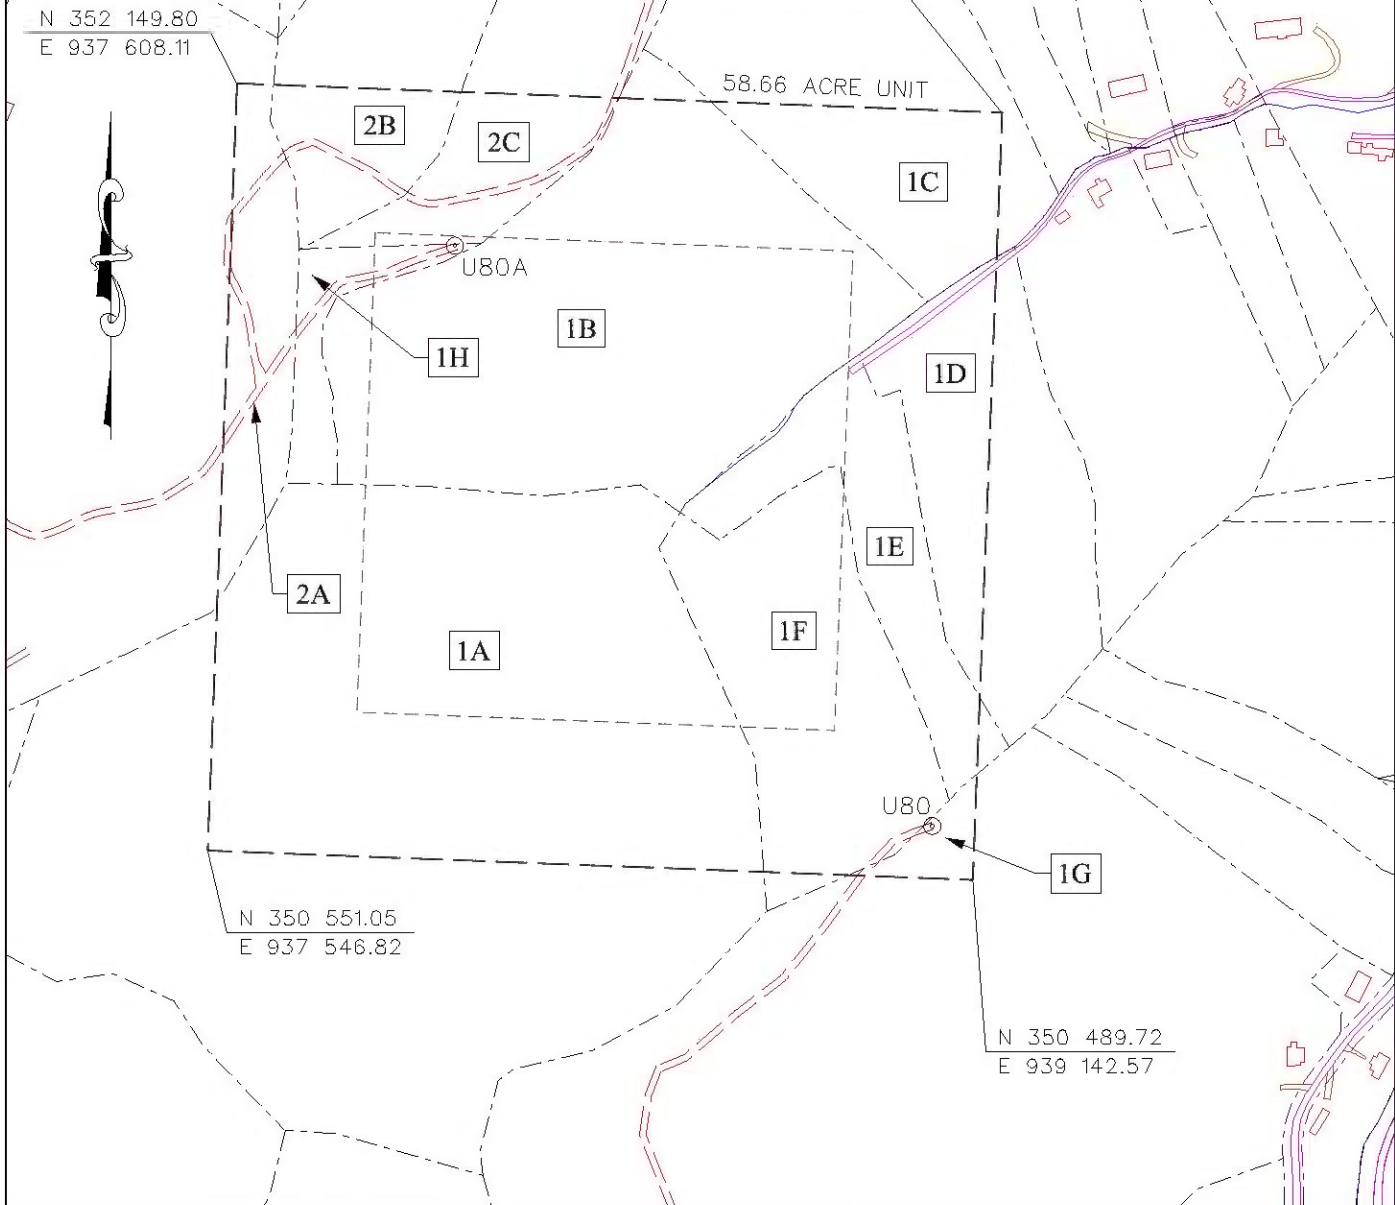 N 352 149.80
E 937 608.11
58.66 ACRE UNIT
2B
2C
1C
U80A
1B
1H
1D
1E
2A
1F
1A
U80
1G
N 350 551.05
E 937 546.82
N 350 489.72
E 939 142.57